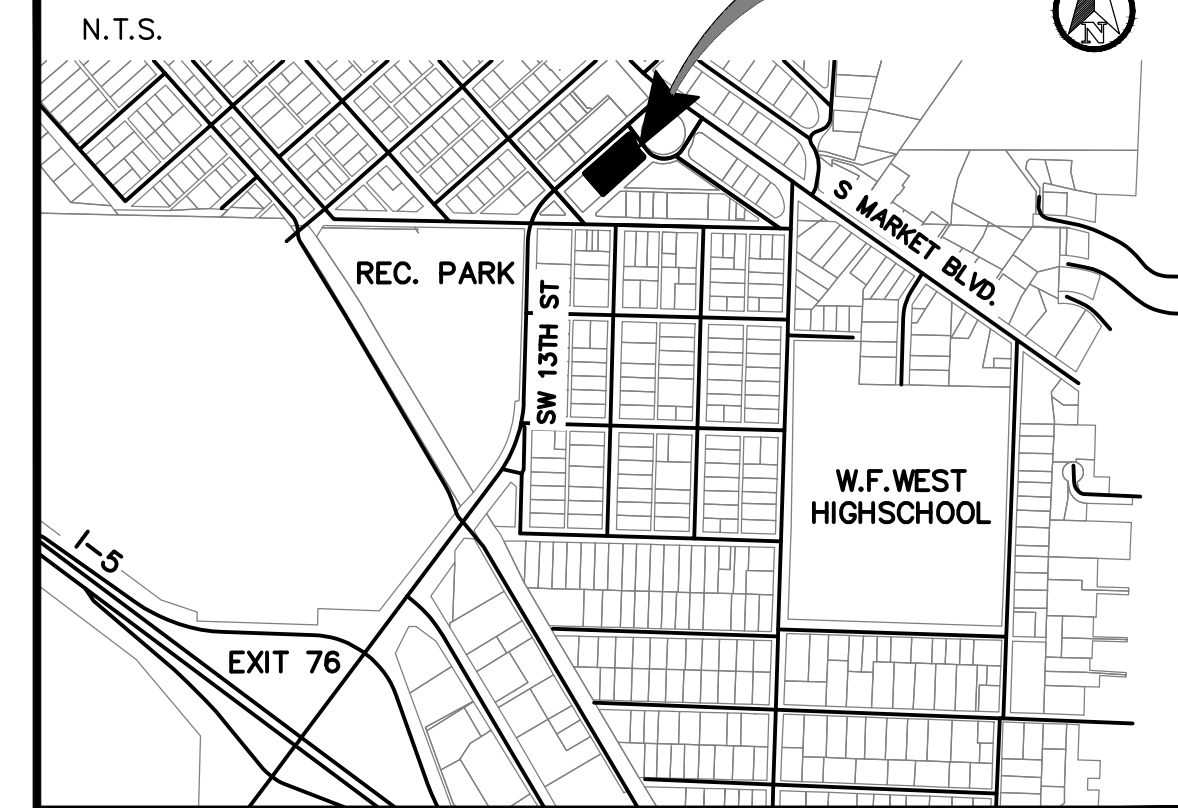 N.T.S.
N
S MARKET BLVD.
REC. PARK
SW 13TH ST
W.F.WEST
HIGHSCHOOL
I-5
EXIT 76